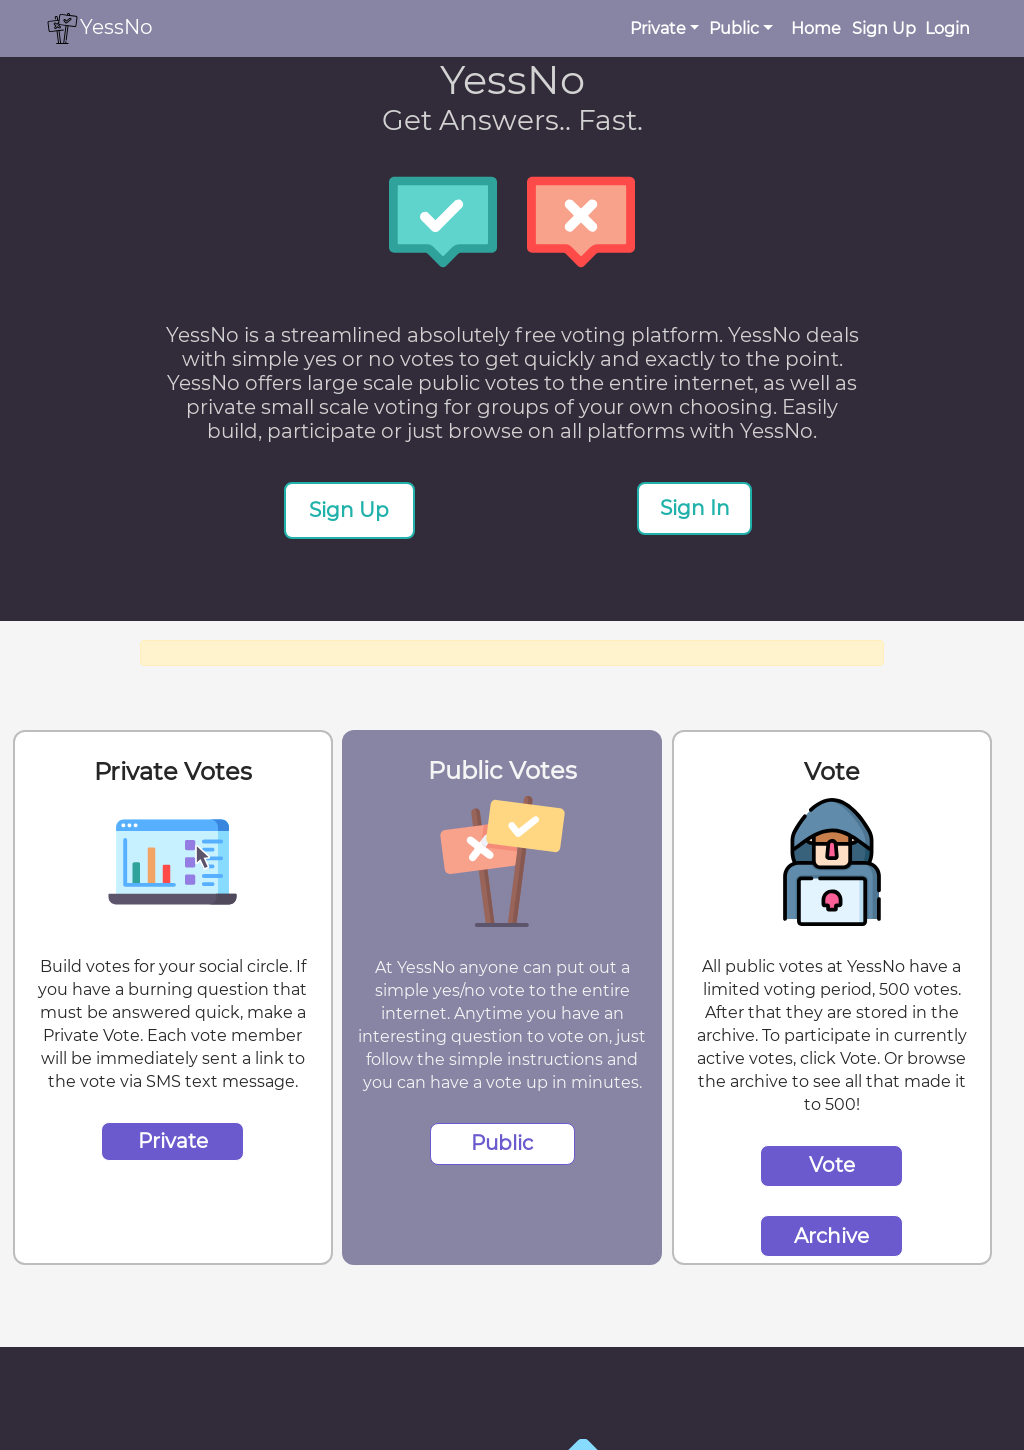 YessNo
Private Public Home Sign Up Login
YessNo
Get Answers.. Fast.
YessNo is a streamlined absolutely free voting platform. YessNo deals
with simple yes or no votes to get quickly and exactly to the point.
YessNo offers large scale public votes to the entire internet, as well as
private small scale voting for groups of your own choosing. Easily
build, participate or just browse on all platforms with YessNo.
Sign Up
Sign In
Private Votes
Build votes for your social circle. If
you have a burning question that
must be answered quick, make a
Private Vote. Each vote member
will be immediately sent a link to
the vote via SMS text message.
Private
Public Votes
At YessNo anyone can put out a
simple yes/no vote to the entire
internet. Anytime you have an
interesting question to vote on, just
follow the simple instructions and
you can have a vote up in minutes.
Public
Vote
All public votes at YessNo have a
limited voting period, 500 votes.
After that they are stored in the
archive. To participate in currently
active votes, click Vote. Or browse
the archive to see all that made it
to 500!
Vote
Archive